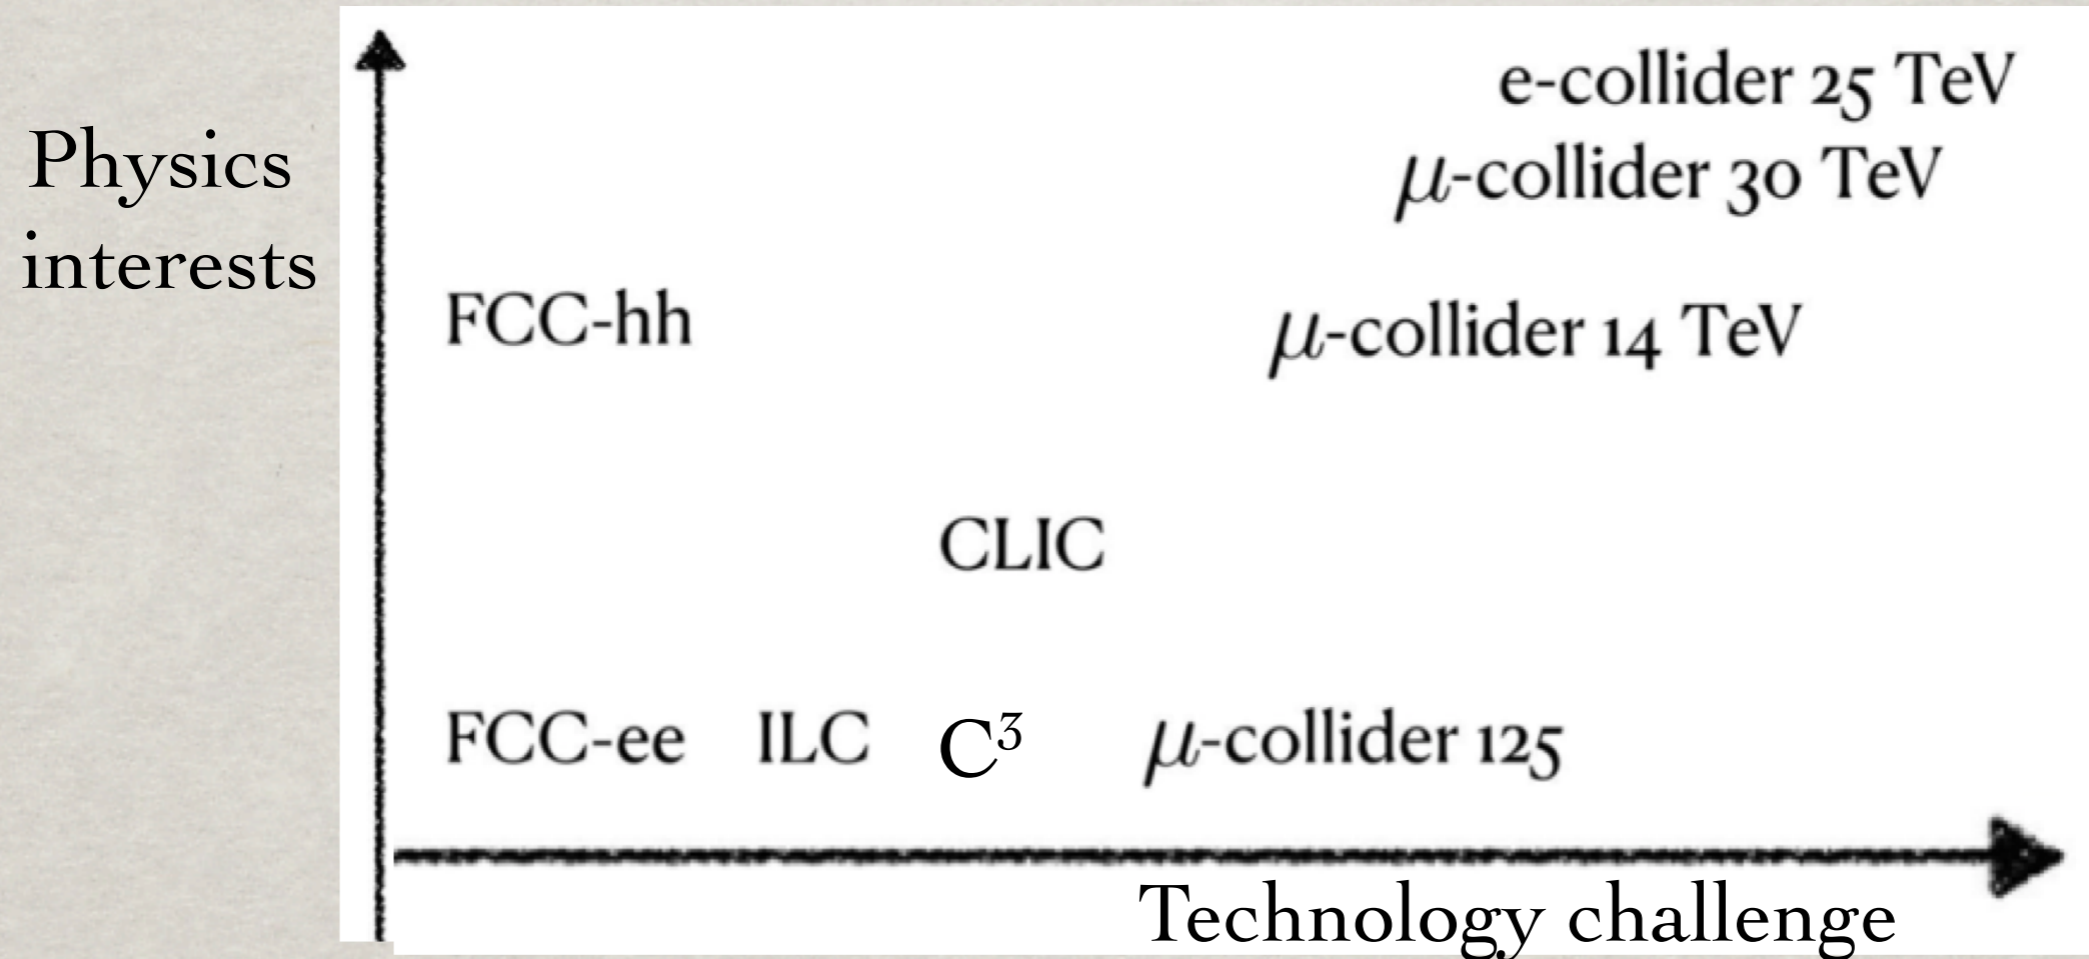 e-collider 25 TeV
Physics
interests
μ-collider 30 TeV
FCC-hh
μ-collider 14 TeV
CLIC
FCC-ee ILC C³ μ-collider 125
Technology challenge